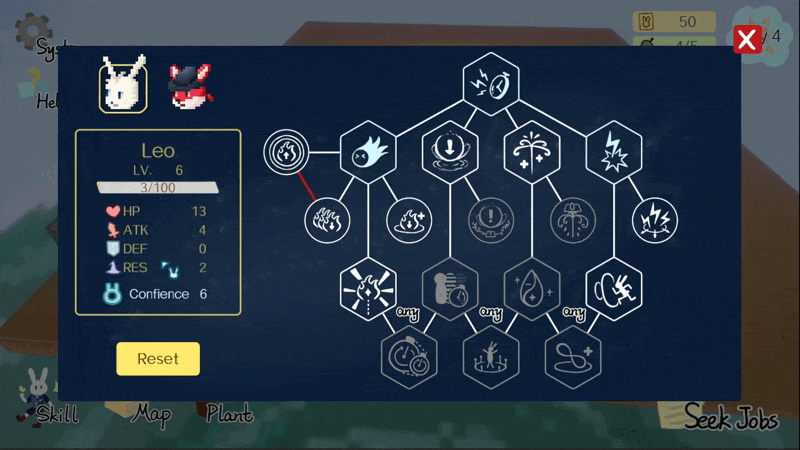 Sys
50
4/5
y 4
Hel
Leo
LV. 6
3/100
HP 13
ATK 4
DEF 0
RES 2
Confience 6
any any any
Reset
Skill Map Plant
Seek Jobs